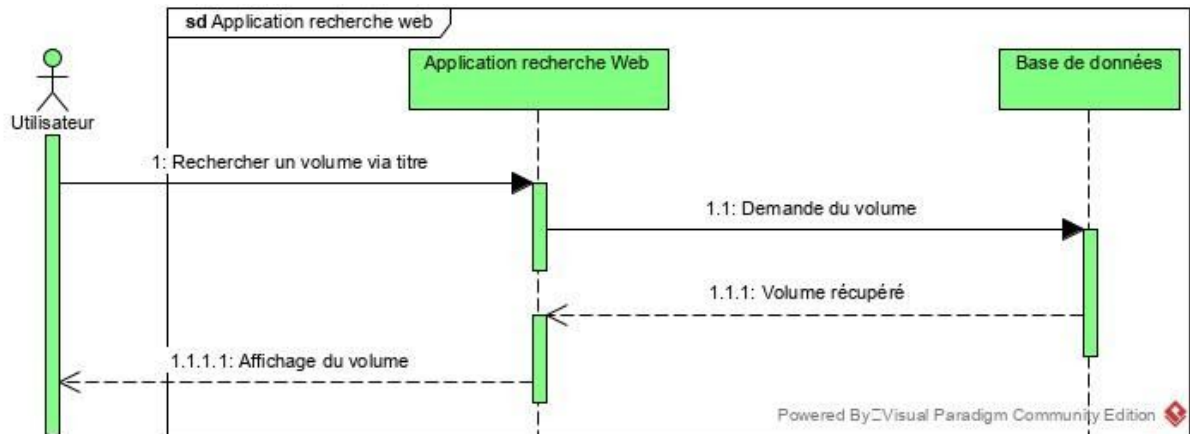 sd Application recherche web
Application recherche Web
Base de données
Utilisateur
1: Rechercher un volume via titre
1.1: Demande du volume
1.1.1: Volume récupéré
1.1.1.1: Affichage du volume
Powered By Visual Paradigm Community Edition